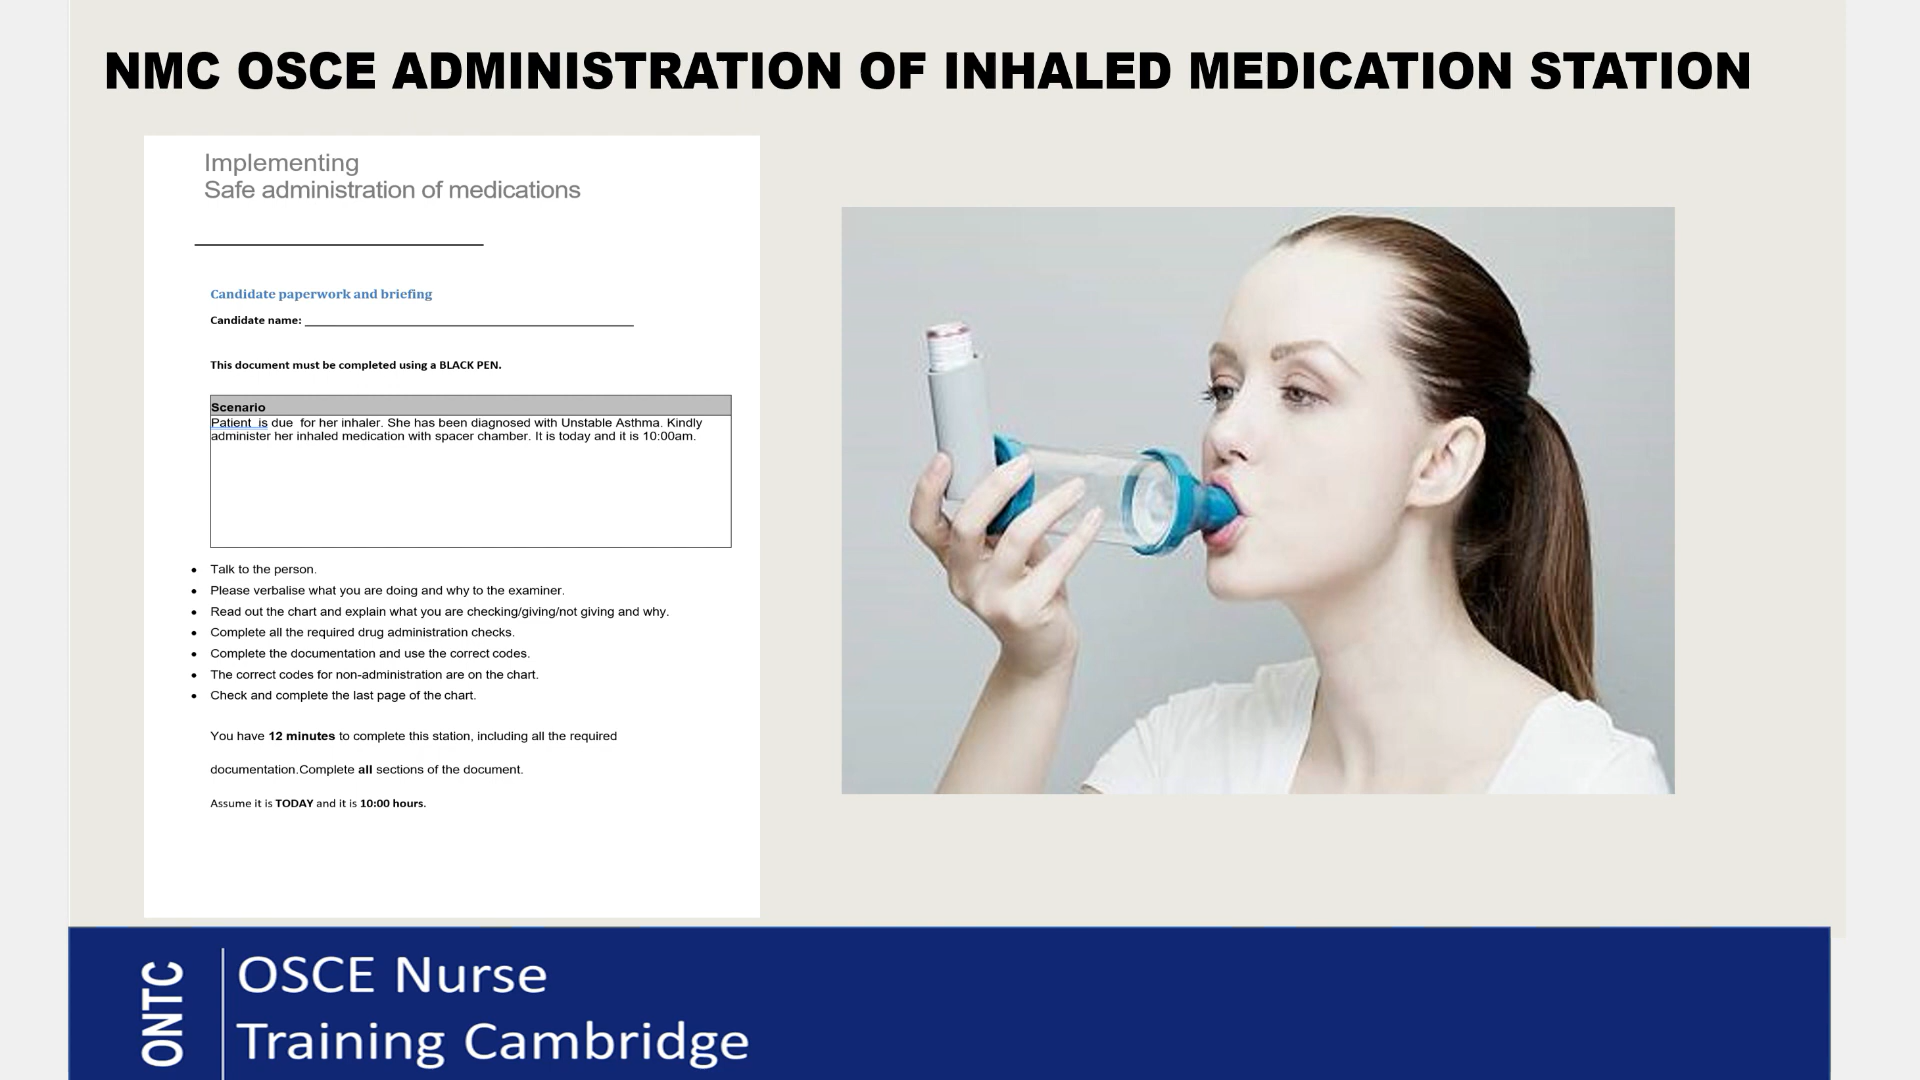 NMC OSCE ADMINISTRATION OF INHALED MEDICATION STATION
Implementing
Safe administration of medications
Candidate paperwork and briefing
Candidate name:
This document must be completed using a BLACK PEN.
Scenario
Patient is due for her inhaler. She has been diagnosed with Unstable Asthma. Kindly
administer her inhaled medication with spacer chamber. It is today and it is 10:00am.
• Talk to the person.
• Please verbalise what you are doing and why to the examiner.
• Read out the chart and explain what you are checking/giving/not giving and why.
• Complete all the required drug administration checks.
• Complete the documentation and use the correct codes.
• The correct codes for non-administration are on the chart.
• Check and complete the last page of the chart.
You have 12 minutes to complete this station, including all the required
documentation.Complete all sections of the document.
Assume it is TODAY and it is 10:00 hours.
ONTC
OSCE Nurse
Training Cambridge